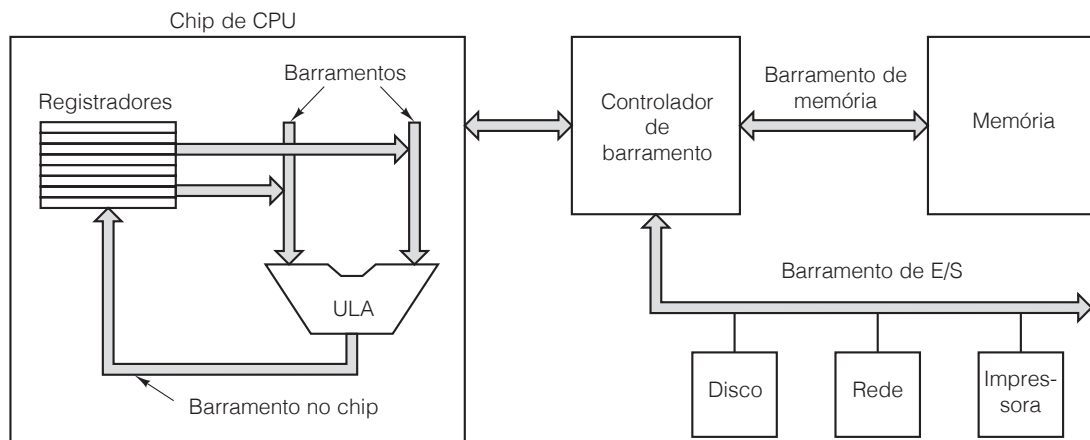 Chip de CPU
Barramentos
Registradores
ULA
Barramento no chip
Controlador
de
barramento
Barramento de
memória
Memória
Barramento de E/S
Disco
Rede
Impres-
sora